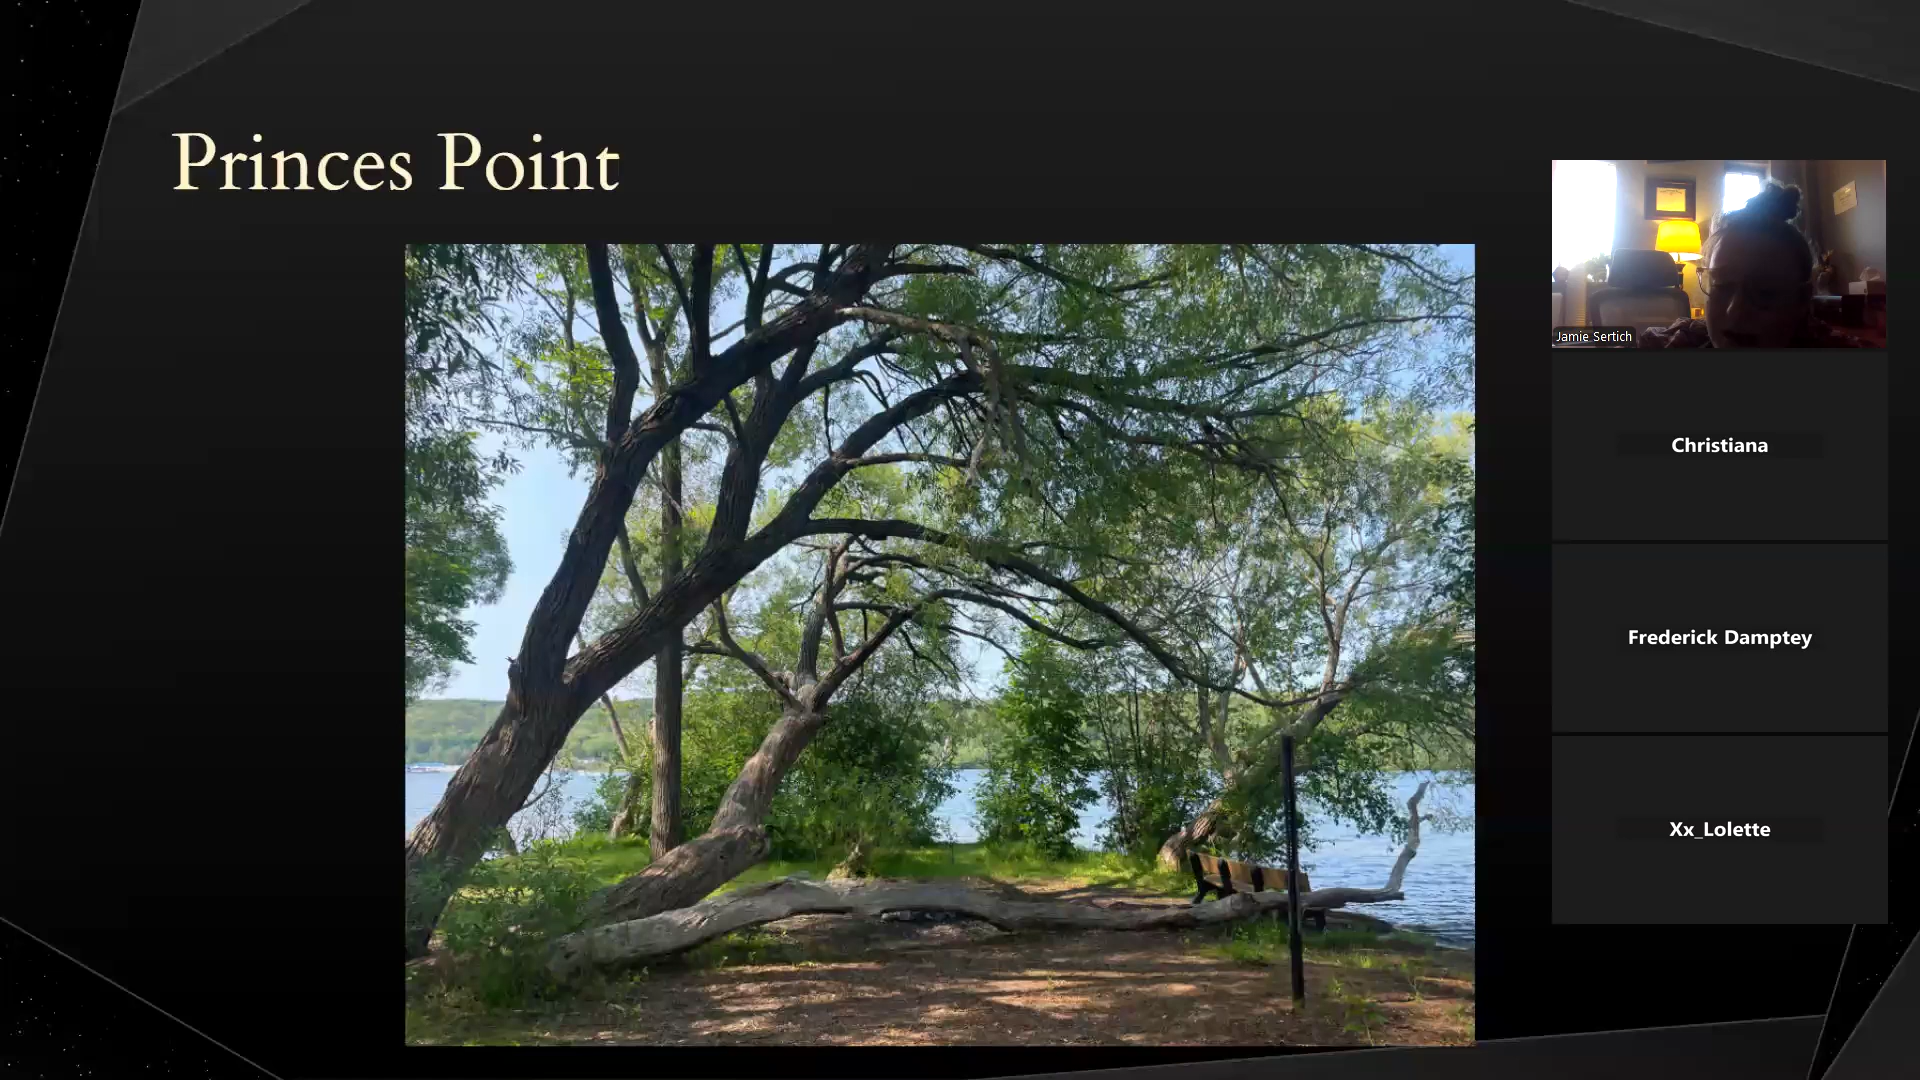 Princes Point
Jamie Sertich
Christiana
Frederick Damptey
Xx_Lolette